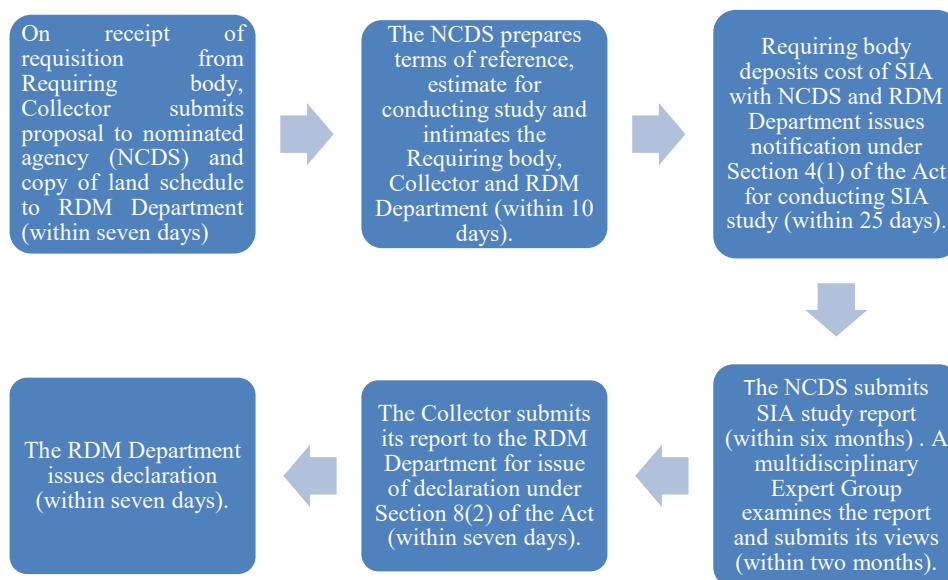 On receipt of
requisition from
Requiring body,
Collector submits
proposal to nominated
agency (NCDS) and
copy of land schedule
to RDM Department
(within seven days)
The NCDS prepares
terms of reference,
estimate for
conducting study and
intimates the
Requiring body,
Collector and RDM
Department (within 10
days).
Requiring body
deposits cost of SIA
with NCDS and RDM
Department issues
notification under
Section 4(1) of the Act
for conducting SIA
study (within 25 days).
The NCDS submits
SIA study report
(within six months) . A
multidisciplinary
Expert Group
examines the report
and submits its views
(within two months).
The Collector submits
its report to the RDM
Department for issue
of declaration under
Section 8(2) of the Act
(within seven days).
The RDM Department
issues declaration
(within seven days).